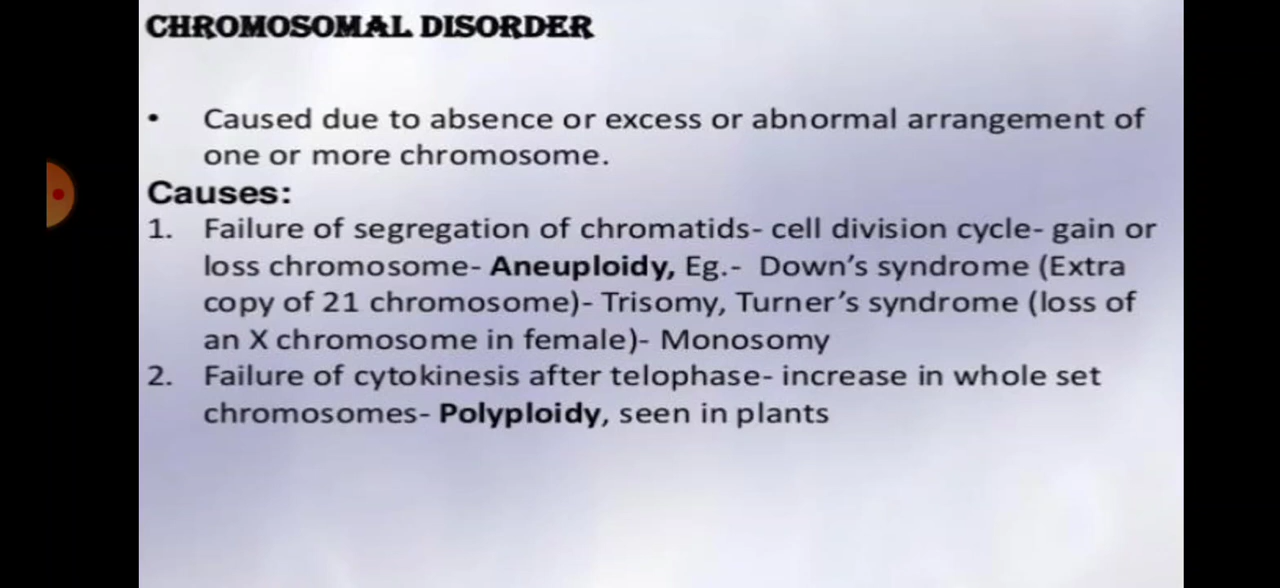 CHROMOSOMAL DISORDER
• Caused due to absence or excess or abnormal arrangement of
one or more chromosome.
Causes:
1. Failure of segregation of chromatids- cell division cycle- gain or
loss chromosome- Aneuploidy, Eg.- Down's syndrome (Extra
copy of 21 chromosome)- Trisomy, Turner's syndrome (loss of
an X chromosome in female)- Monosomy
2. Failure of cytokinesis after telophase- increase in whole set
chromosomes- Polyploidy, seen in plants